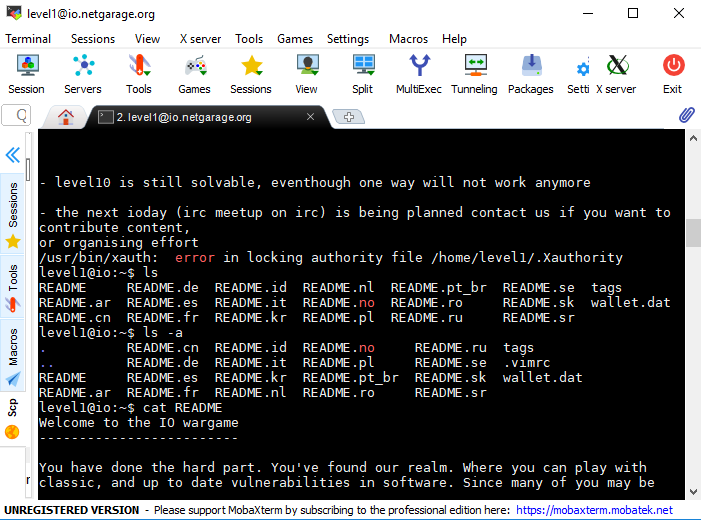 level1@io.netgarage.org
Terminal Sessions View X server Tools Games Settings Macros Help
Session Servers Tools Games Sessions View Split MultiExec Tunneling Packages Setti X server Exit
2. level1@io.netgarage.org
Sessions
Tools
Macros
Scp
- level10 is still solvable, eventhough one way will not work anymore
- the next ioday (irc meetup on irc) is being planned contact us if you want to
contribute content,
or organising effort
/usr/bin/xauth:  error in locking authority file /home/level1/.Xauthority
level1@io:~$ ls
README     README.de  README.id  README.nl  README.pt_br  README.se  tags
README.ar  README.es  README.it  README.no  README.ro     README.sk  wallet.dat
README.cn  README.fr  README.kr  README.pl  README.ru     README.sr
level1@io:~$ ls -a
.          README.cn  README.id  README.no     README.ru  tags
..         README.de  README.it  README.pl     README.se  .vimrc
README     README.es  README.kr  README.pt_br  README.sk  wallet.dat
README.ar  README.fr  README.nl  README.ro     README.sr
level1@io:~$ cat README
Welcome to the IO wargame
-------------------------
You have done the hard part. You've found our realm. Where you can play with
classic, and up to date vulnerabilities in software. Since many of you may be
UNREGISTERED VERSION - Please support MobaXterm by subscribing to the professional edition here: https://mobaxterm.mobatek.net